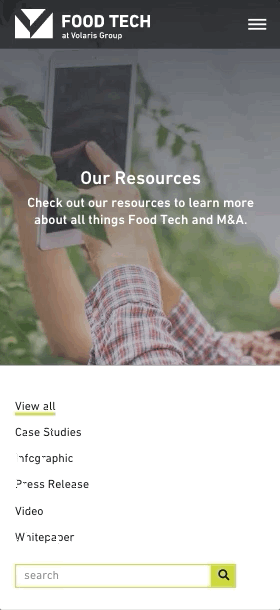 FOOD TECH
at Volaris Group
Our Resources
Check out our resources to learn more
about all things Food Tech and M&A.
View all
Case Studies
Infographic
Press Release
Video
Whitepaper
search